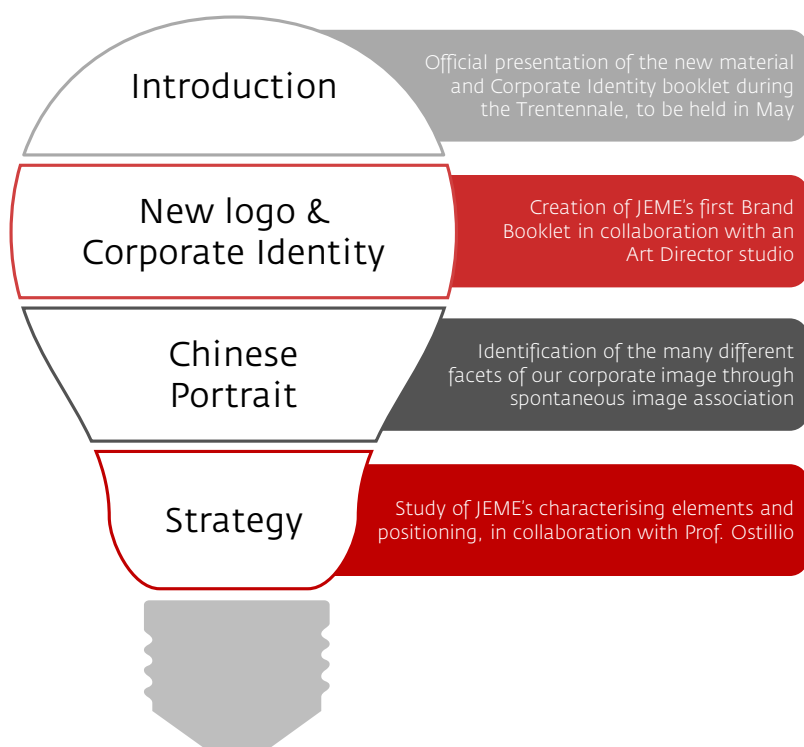 Introduction
Official presentation of the new material
and Corporate Identity booklet during
the Trentennale, to be held in May
New logo &
Corporate Identity
Creation of JEME's first Brand
Booklet in collaboration with an
Art Director studio
Chinese
Portrait
Identification of the many different
facets of our corporate image through
spontaneous image association
Strategy
Study of JEME's characterising elements and
positioning, in collaboration with Prof. Ostillio